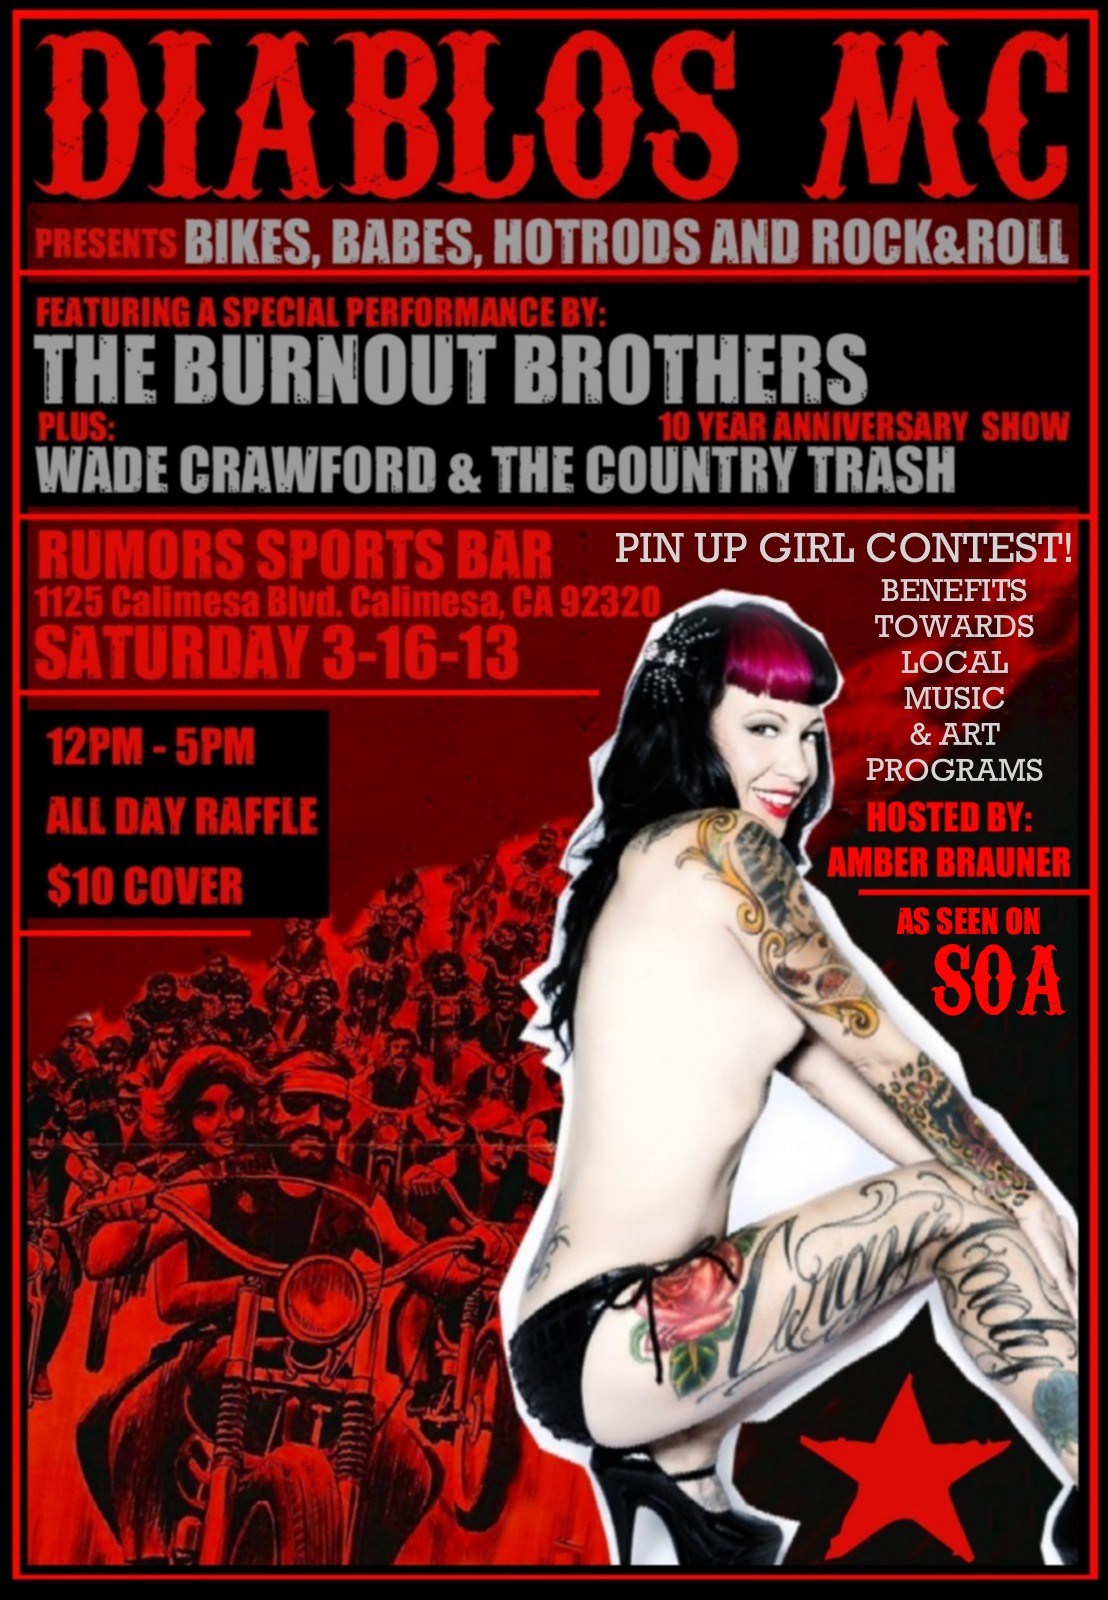 DIABLOS MC
PRESENTS BIKES, BABES, HOTRODS AND ROCK&ROLL
FEATURING A SPECIAL PERFORMANCE BY:
THE BURNOUT BROTHERS
PLUS: 10 YEAR ANNIVERSARY SHOW
WADE CRAWFORD & THE COUNTRY TRASH
RUMORS SPORTS BAR
1125 Calimesa Blvd. Calimesa, CA 92320
SATURDAY 3-16-13
12PM - 5PM
ALL DAY RAFFLE
$10 COVER
PIN UP GIRL CONTEST!
BENEFITS
TOWARDS
LOCAL
MUSIC
& ART
PROGRAMS
HOSTED BY:
AMBER BRAUNER
AS SEEN ON
SOA